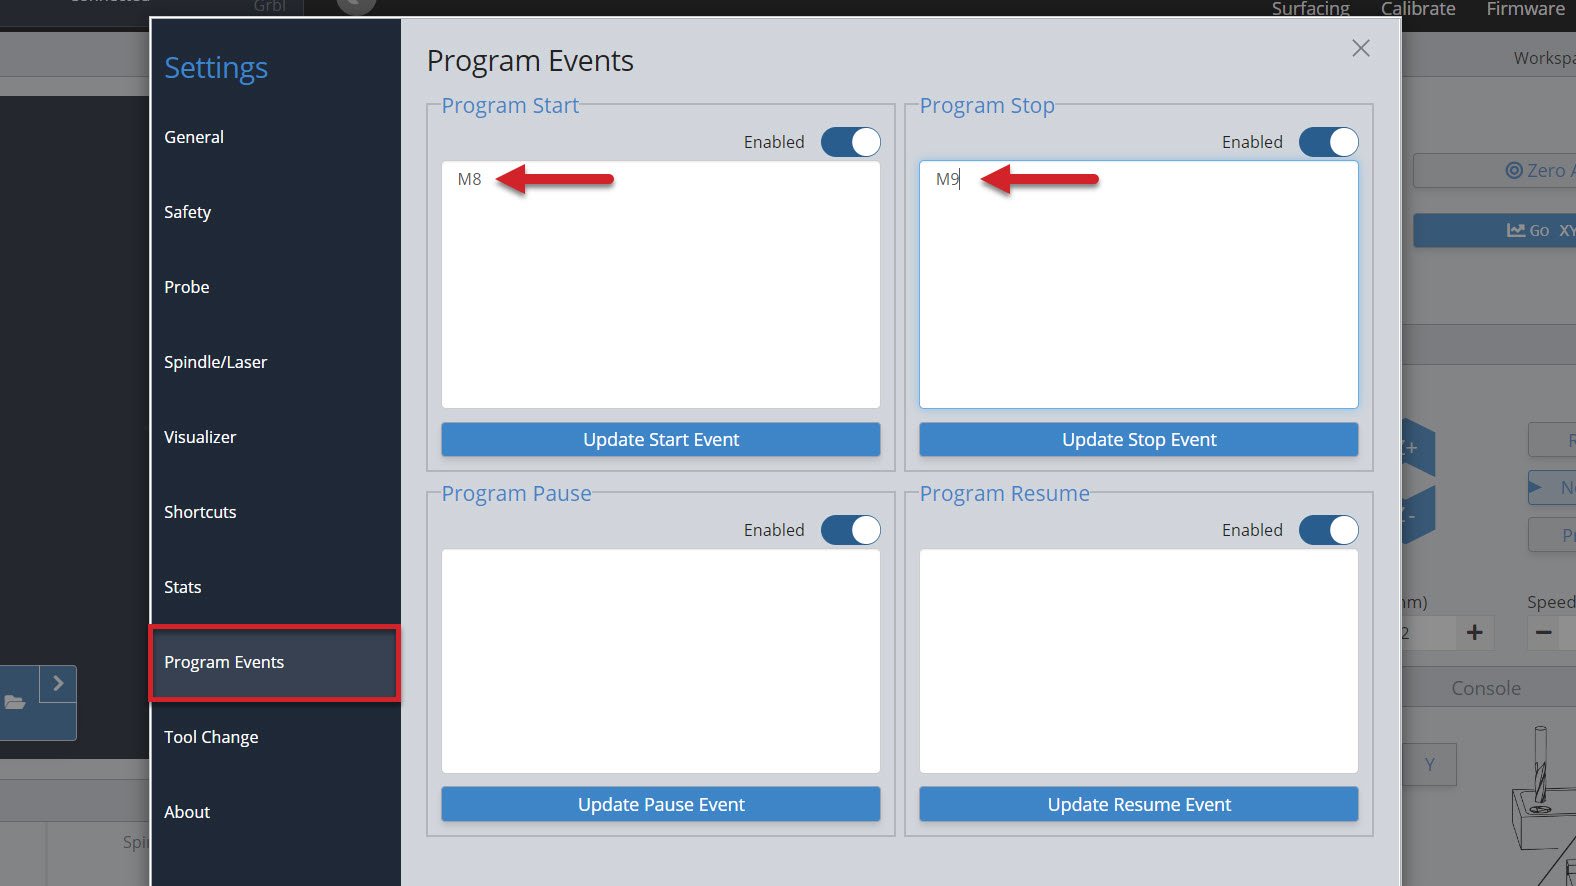 Grbl
Surfacing Calibrate Firmware
Settings
General
Safety
Probe
Spindle/Laser
Visualizer
Shortcuts
Stats
Program Events
Tool Change
About
Program Events
Program Start
Enabled
M8
Update Start Event
Program Stop
Enabled
M9
Update Stop Event
Program Pause
Enabled
Update Pause Event
Program Resume
Enabled
Update Resume Event
Zero
Go XY
Z+
Z-
Speed
2
Console
Y